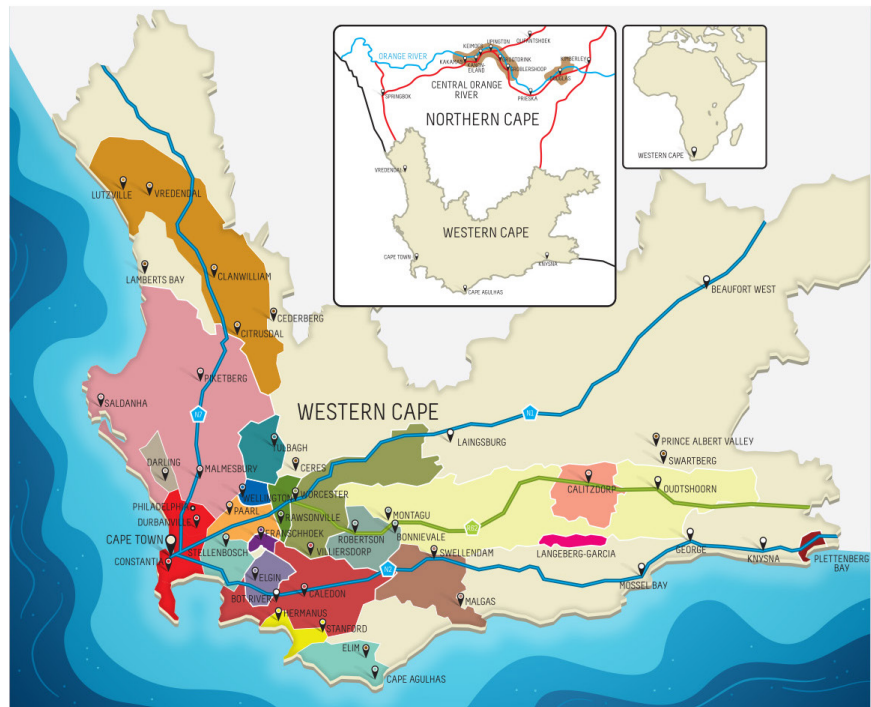 UPINGTON
OLIFANTSHOEK
KEIMOES
ORANGE RIVER
KAKAMAS
GROBLERSHOOP
KIMBERLEY
DOUGLAS
CENTRAL ORANGE
RIVER
PRIESKA
SPRINGBOK
NORTHERN CAPE
VREDENDAL
WESTERN CAPE
CAPE TOWN
KNYSNA
CAPE AGULHAS
WESTERN CAPE
LUTZVILLE
VREDENDAL
LAMBERTS BAY
CLANWILLIAM
BEAUFORT WEST
CEDERBERG
CITRUSDAL
PIKETBERG
SALDANHA
N7
WESTERN CAPE
N1
LAINGSBURG
PRINCE ALBERT VALLEY
SWARTBERG
TULBAGH
CERES
DARLING
MALMESBURY
WELLINGTON
WORCESTER
CALITZDORP
OUDTSHOORN
PHILADELPHIA
PAARL
DURBANVILLE
RAWSONVILLE
MONTAGU
FRANSCHHOEK
ROBERTSON
BONNIEVALE
CAPE TOWN
STELLENBOSCH
VILLIERSDORP
SWELLENDAM
LANGEBERG-GARCIA
GEORGE
KNYSNA
PLETTENBERG
BAY
CONSTANTIA
ELGIN
N2
MOSSEL BAY
BOT RIVER
CALEDON
MALGAS
HERMANUS
STANFORD
ELIM
CAPE AGULHAS